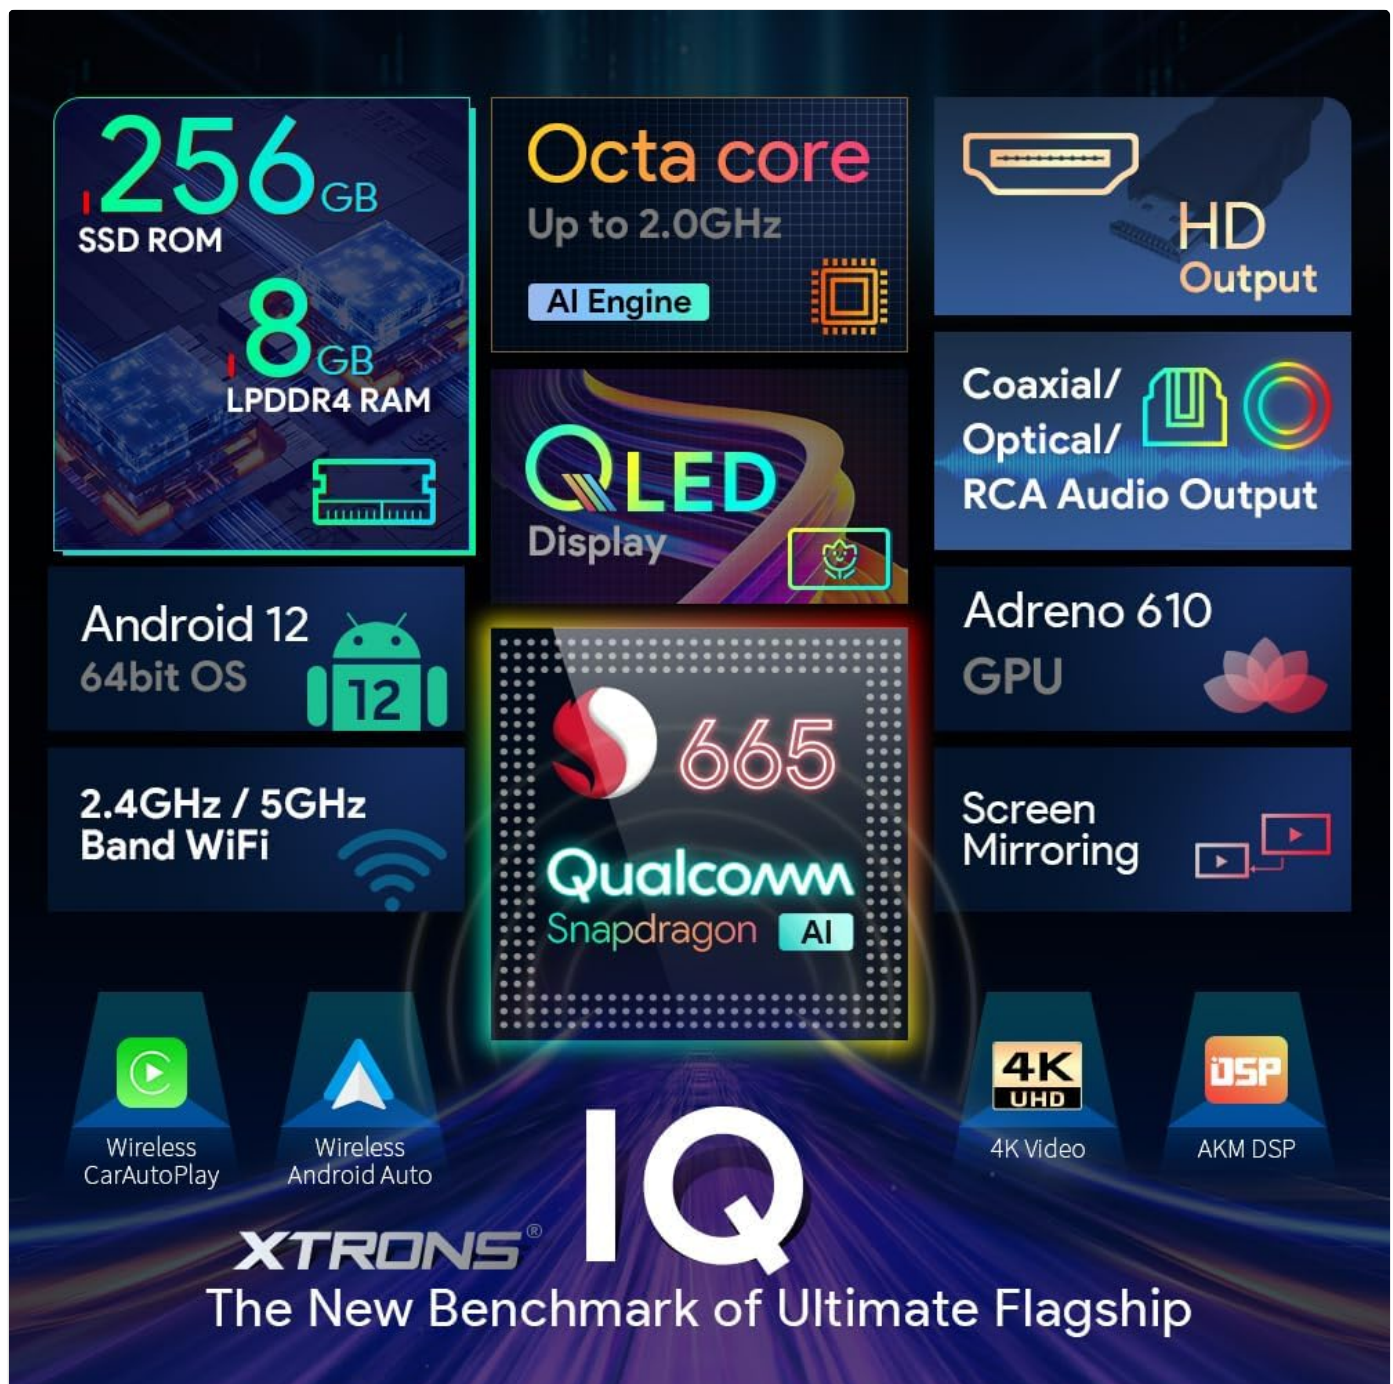 256GB
SSD ROM
8GB
LPDDR4 RAM
Octa core
Up to 2.0GHz
AI Engine
HD
Output
QLED
Display
Coaxial/
Optical/
RCA Audio Output
Android 12
64bit OS
12
2.4GHz / 5GHz
Band WiFi
665
Qualcomm
Snapdragon AI
Adreno 610
GPU
Screen
Mirroring
Wireless
CarAutoPlay
Wireless
Android Auto
4K
UHD
4K Video
DSP
AKM DSP
IQ
XTRONS®
The New Benchmark of Ultimate Flagship